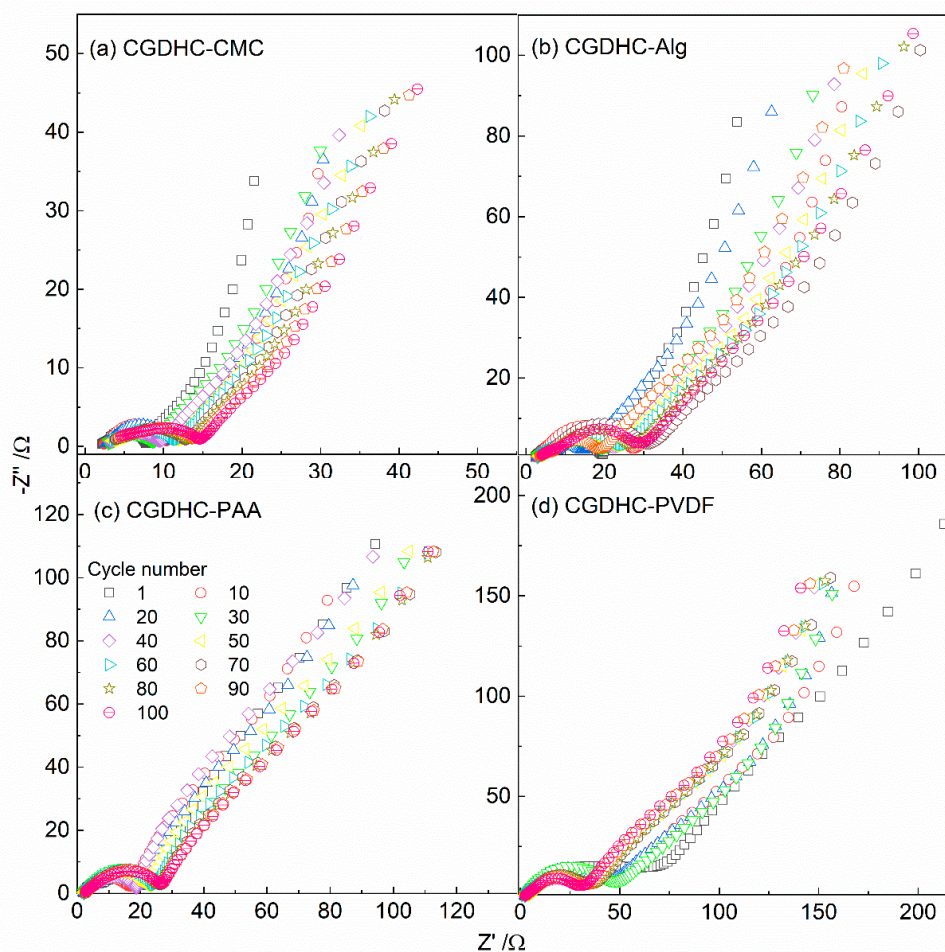 (a) CGDHC-CMC
50
40
30
20
10
0
0 10 20 30 40 50
(b) CGDHC-Alg
100
80
60
40
20
0 20 40 60 80 100
-Z'' /Ω
(c) CGDHC-PAA
120
100
80
60
40
20
0
Cycle number
1 10
20 30
40 50
60 70
80 90
100
0 20 40 60 80 100 120
(d) CGDHC-PVDF
200
150
100
50
0 50 100 150 200
Z' /Ω